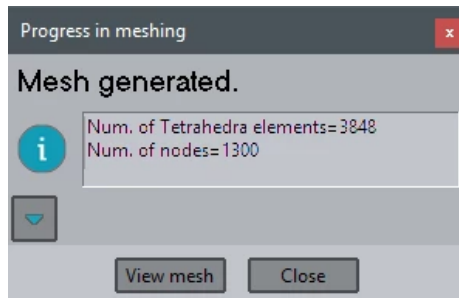 Progress in meshing
x
Mesh generated.
i
Num. of Tetrahedra elements=3848
Num. of nodes=1300
View mesh
Close